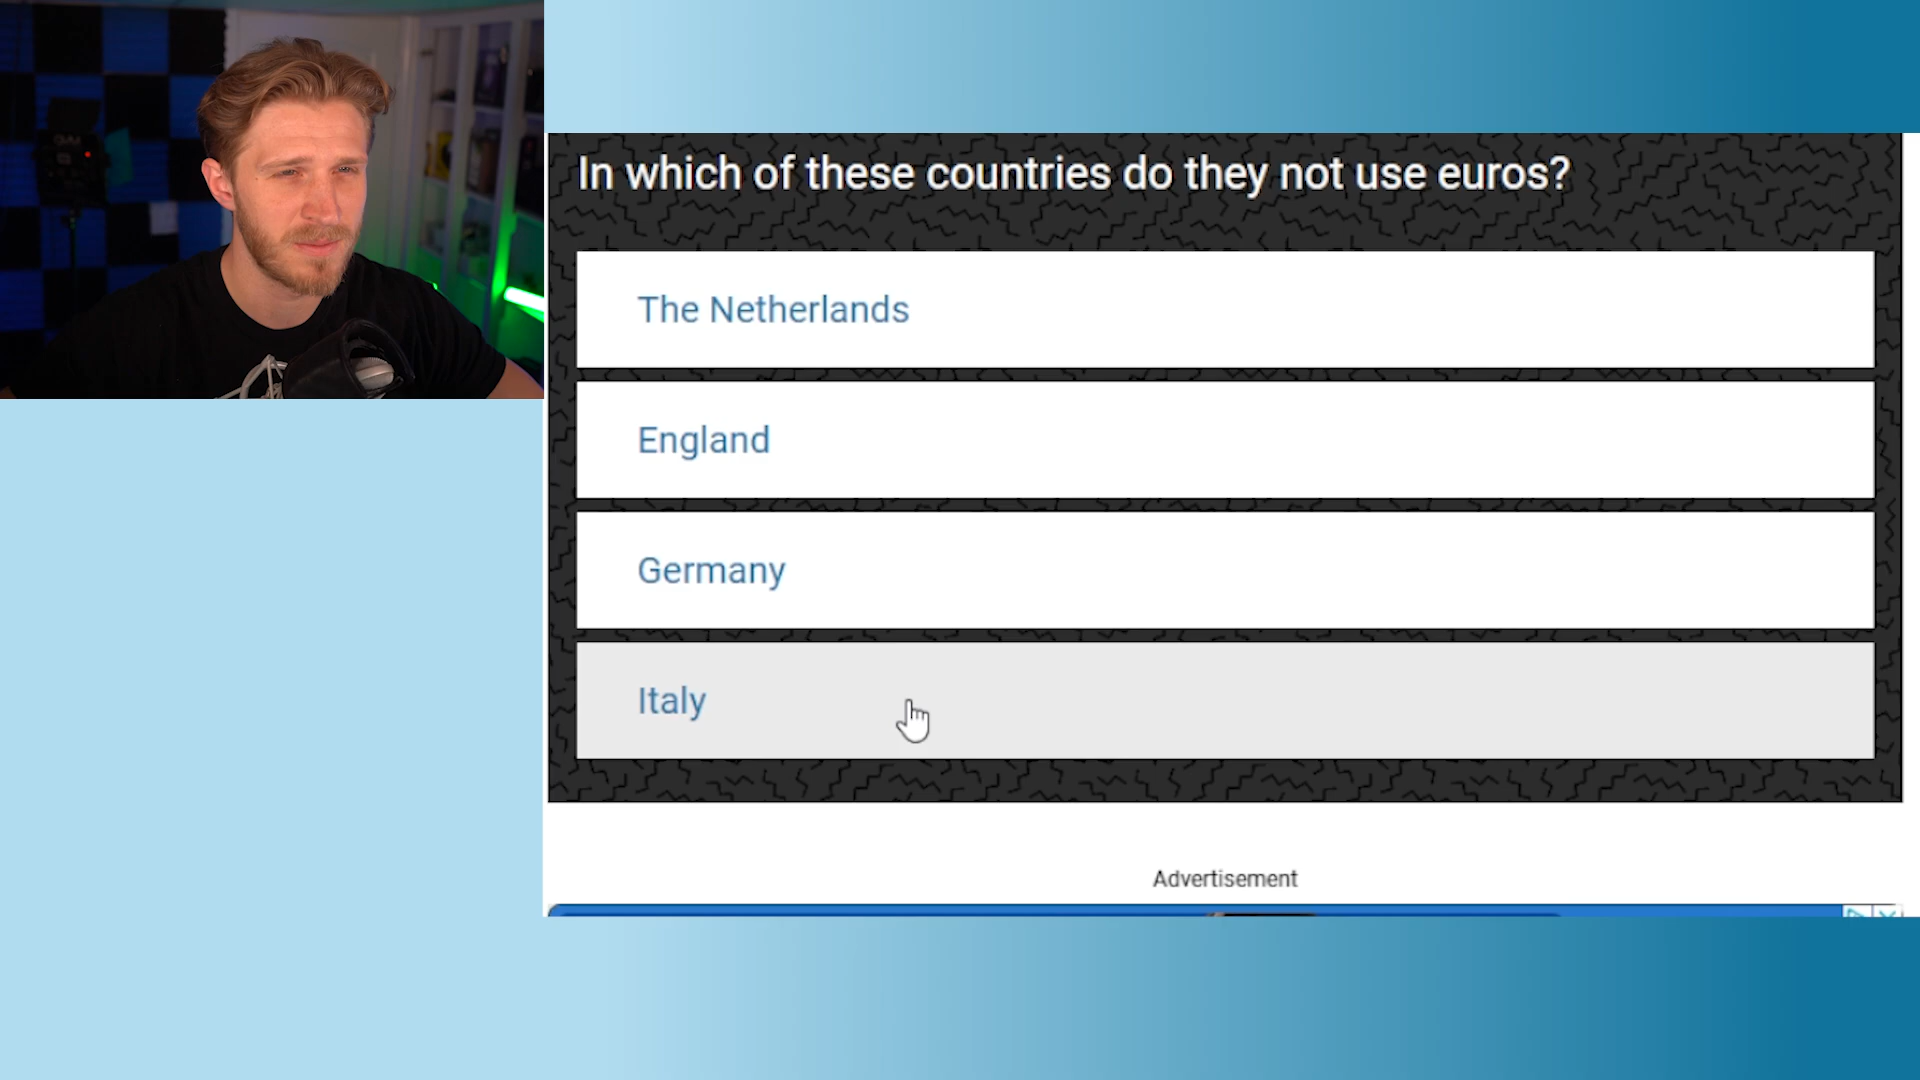 In which of these countries do they not use euros?
The Netherlands
England
Germany
Italy
Advertisement